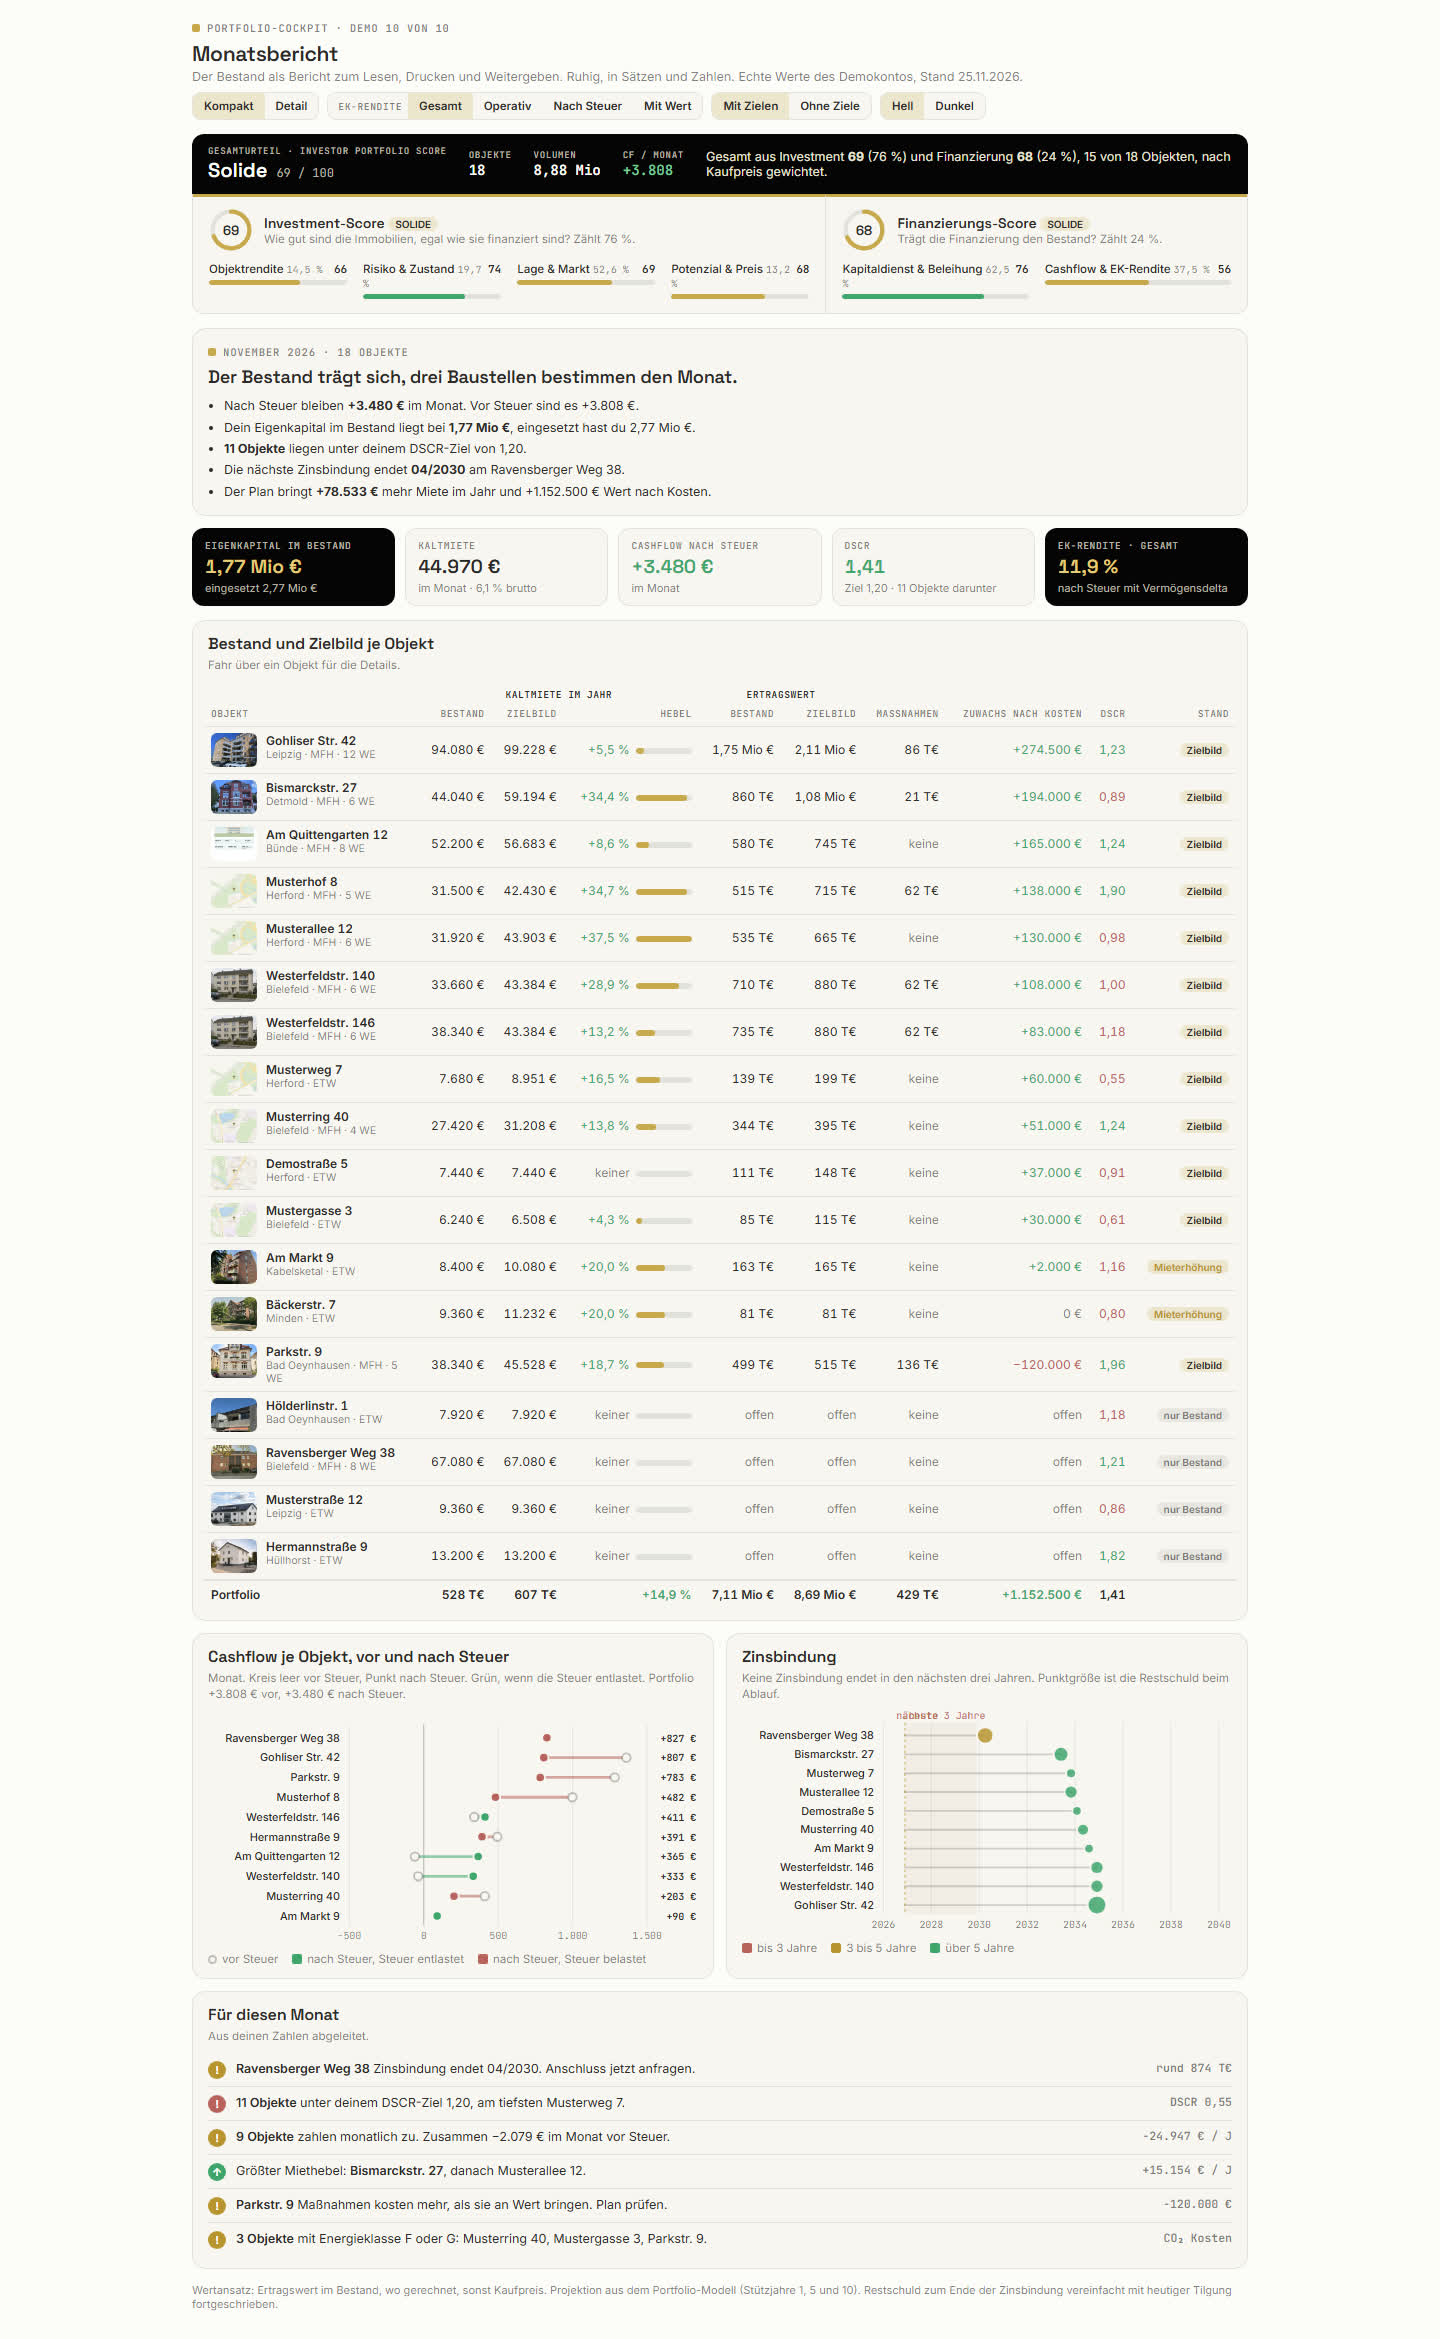 PORTFOLIO-COCKPIT · DEMO 10 VON 10
Monatsbericht
Der Bestand als Bericht zum Lesen, Drucken und Weitergeben. Ruhig, in Sätzen und Zahlen. Echte Werte des Demokontos, Stand 25.11.2026.
Kompakt Detail EK-RENDITE Gesamt Operativ Nach Steuer Mit Wert Mit Zielen Ohne Ziele Hell Dunkel
GESAMTURTEIL · INVESTOR PORTFOLIO SCORE
Solide 69 / 100
OBJEKTE
18
VOLUMEN
8,88 Mio
CF / MONAT
+3.808
Gesamt aus Investment 69 (76 %) und Finanzierung 68 (24 %), 15 von 18 Objekten, nach
Kaufpreis gewichtet.
69
Investment-Score SOLIDE
Wie gut sind die Immobilien, egal wie sie finanziert sind? Zählt 76 %.
Objektrendite 14,5 % 66
Risiko & Zustand 19,7 % 74
Lage & Markt 52,6 % 69
Potenzial & Preis 13,2 % 68
68
Finanzierungs-Score SOLIDE
Trägt die Finanzierung den Bestand? Zählt 24 %.
Kapitaldienst & Beleihung 62,5 % 76
Cashflow & EK-Rendite 37,5 % 56
NOVEMBER 2026 · 18 OBJEKTE
Der Bestand trägt sich, drei Baustellen bestimmen den Monat.
• Nach Steuer bleiben +3.480 € im Monat. Vor Steuer sind es +3.808 €.
• Dein Eigenkapital im Bestand liegt bei 1,77 Mio €, eingesetzt hast du 2,77 Mio €.
• 11 Objekte liegen unter deinem DSCR-Ziel von 1,20.
• Die nächste Zinsbindung endet 04/2030 am Ravensberger Weg 38.
• Der Plan bringt +78.533 € mehr Miete im Jahr und +1.152.500 € Wert nach Kosten.
EIGENKAPITAL IM BESTAND
1,77 Mio €
eingesetzt 2,77 Mio €
KALTMIETE
44.970 €
im Monat · 6,1 % brutto
CASHFLOW NACH STEUER
+3.480 €
im Monat
DSCR
1,41
Ziel 1,20 · 11 Objekte darunter
EK-RENDITE · GESAMT
11,9 %
nach Steuer mit Vermögensdelta
Bestand und Zielbild je Objekt
Fahr über ein Objekt für die Details.
KALTMIETE IM JAHR ERTRAGSWERT
OBJEKT BESTAND ZIELBILD HEBEL BESTAND ZIELBILD MASSNAHMEN ZUWACHS NACH KOSTEN DSCR STAND
Gohliser Str. 42
Leipzig · MFH · 12 WE
94.080 € 99.228 € +5,5 % 1,75 Mio € 2,11 Mio € 86 T€ +274.500 € 1,23 Zielbild
Bismarckstr. 27
Detmold · MFH · 6 WE
44.040 € 59.194 € +34,4 % 860 T€ 1,08 Mio € 21 T€ +194.000 € 0,89 Zielbild
Am Quittengarten 12
Bünde · MFH · 8 WE
52.200 € 56.683 € +8,6 % 580 T€ 745 T€ keine +165.000 € 1,24 Zielbild
Musterhof 8
Herford · MFH · 5 WE
31.500 € 42.430 € +34,7 % 515 T€ 715 T€ 62 T€ +138.000 € 1,90 Zielbild
Musterallee 12
Herford · MFH · 6 WE
31.920 € 43.903 € +37,5 % 535 T€ 665 T€ keine +130.000 € 0,98 Zielbild
Westerfeldstr. 140
Bielefeld · MFH · 6 WE
33.660 € 43.384 € +28,9 % 710 T€ 880 T€ 62 T€ +108.000 € 1,00 Zielbild
Westerfeldstr. 146
Bielefeld · MFH · 6 WE
38.340 € 43.384 € +13,2 % 735 T€ 880 T€ 62 T€ +83.000 € 1,18 Zielbild
Musterweg 7
Herford · ETW
7.680 € 8.951 € +16,5 % 139 T€ 199 T€ keine +60.000 € 0,55 Zielbild
Musterring 40
Bielefeld · MFH · 4 WE
27.420 € 31.208 € +13,8 % 344 T€ 395 T€ keine +51.000 € 1,24 Zielbild
Demostraße 5
Herford · ETW
7.440 € 7.440 € keiner 111 T€ 148 T€ keine +37.000 € 0,91 Zielbild
Mustergasse 3
Bielefeld · ETW
6.240 € 6.508 € +4,3 % 85 T€ 115 T€ keine +30.000 € 0,61 Zielbild
Am Markt 9
Kabelsketal · ETW
8.400 € 10.080 € +20,0 % 163 T€ 165 T€ keine +2.000 € 1,16 Mieterhöhung
Bäckerstr. 7
Minden · ETW
9.360 € 11.232 € +20,0 % 81 T€ 81 T€ keine 0 € 0,80 Mieterhöhung
Parkstr. 9
Bad Oeynhausen · MFH · 5
WE
38.340 € 45.528 € +18,7 % 499 T€ 515 T€ 136 T€ −120.000 € 1,96 Zielbild
Hölderlinstr. 1
Bad Oeynhausen · ETW
7.920 € 7.920 € keiner offen offen keine offen 1,18 nur Bestand
Ravensberger Weg 38
Bielefeld · MFH · 8 WE
67.080 € 67.080 € keiner offen offen keine offen 1,21 nur Bestand
Musterstraße 12
Leipzig · ETW
9.360 € 9.360 € keiner offen offen keine offen 0,86 nur Bestand
Hermannstraße 9
Hüllhorst · ETW
13.200 € 13.200 € keiner offen offen keine offen 1,82 nur Bestand
Portfolio 528 T€ 607 T€ +14,9 % 7,11 Mio € 8,69 Mio € 429 T€ +1.152.500 € 1,41
Cashflow je Objekt, vor und nach Steuer
Monat. Kreis leer vor Steuer, Punkt nach Steuer. Grün, wenn die Steuer entlastet. Portfolio
+3.808 € vor, +3.480 € nach Steuer.
Ravensberger Weg 38 +827 €
Gohliser Str. 42 +807 €
Parkstr. 9 +783 €
Musterhof 8 +482 €
Westerfeldstr. 146 +411 €
Hermannstraße 9 +391 €
Am Quittengarten 12 +365 €
Westerfeldstr. 140 +333 €
Musterring 40 +203 €
Am Markt 9 +90 €
-500 0 500 1.000 1.500
vor Steuer nach Steuer, Steuer entlastet nach Steuer, Steuer belastet
Zinsbindung
Keine Zinsbindung endet in den nächsten drei Jahren. Punktgröße ist die Restschuld beim
Ablauf.
3 Jahre
Ravensberger Weg 38
Bismarckstr. 27
Musterweg 7
Musterallee 12
Demostraße 5
Musterring 40
Am Markt 9
Westerfeldstr. 146
Westerfeldstr. 140
Gohliser Str. 42
2026 2028 2030 2032 2034 2036 2038 2040
bis 3 Jahre 3 bis 5 Jahre über 5 Jahre
Für diesen Monat
Aus deinen Zahlen abgeleitet.
! Ravensberger Weg 38 Zinsbindung endet 04/2030. Anschluss jetzt anfragen. rund 874 T€
! 11 Objekte unter deinem DSCR-Ziel 1,20, am tiefsten Musterweg 7. DSCR 0,55
! 9 Objekte zahlen monatlich zu. Zusammen −2.079 € im Monat vor Steuer. -24.947 € / J
↑ Größter Miethebel: Bismarckstr. 27, danach Musterallee 12. +15.154 € / J
! Parkstr. 9 Maßnahmen kosten mehr, als sie an Wert bringen. Plan prüfen. -120.000 €
! 3 Objekte mit Energieklasse F oder G: Musterring 40, Mustergasse 3, Parkstr. 9. CO₂ Kosten
Wertansatz: Ertragswert im Bestand, wo gerechnet, sonst Kaufpreis. Projektion aus dem Portfolio-Modell (Stützjahre 1, 5 und 10). Restschuld zum Ende der Zinsbindung vereinfacht mit heutiger Tilgung
fortgeschrieben.